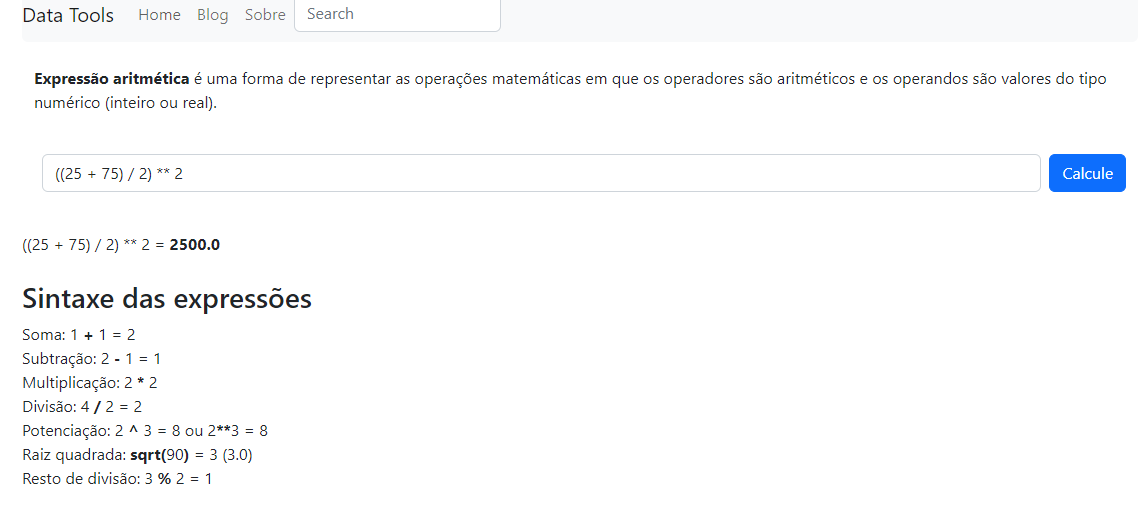 Data Tools Home Blog Sobre Search
Expressão aritmética é uma forma de representar as operações matemáticas em que os operadores são aritméticos e os operandos são valores do tipo
numérico (inteiro ou real).
((25 + 75) / 2) ** 2 Calcule
((25 + 75) / 2) ** 2 = 2500.0
Sintaxe das expressões
Soma: 1 + 1 = 2
Subtração: 2 - 1 = 1
Multiplicação: 2 * 2
Divisão: 4 / 2 = 2
Potenciação: 2 ^ 3 = 8 ou 2**3 = 8
Raiz quadrada: sqrt(90) = 3 (3.0)
Resto de divisão: 3 % 2 = 1